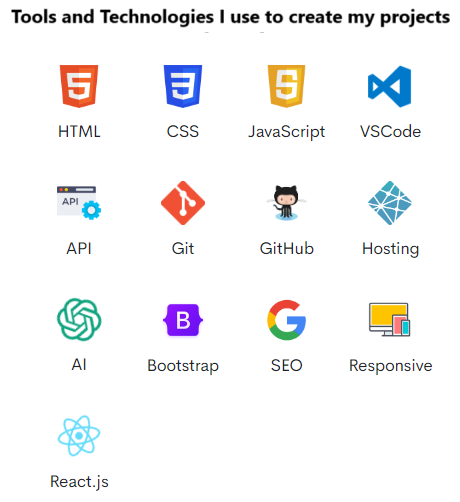 Tools and Technologies I use to create my projects
HTML CSS JavaScript VSCode
API
API Git GitHub Hosting
AI Bootstrap SEO Responsive
React.js